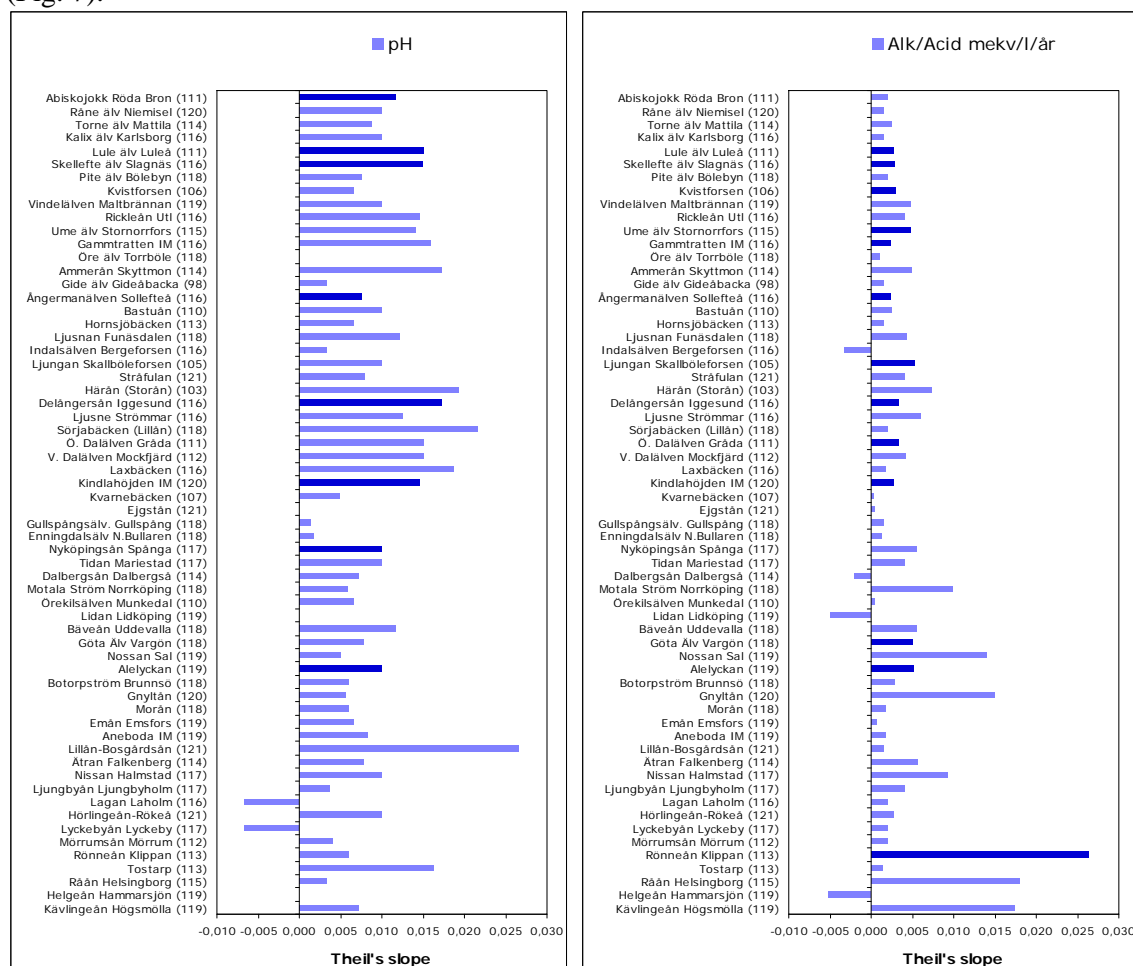 (Fig. 7).
pH
Abiskojokk Röda Bron (111)
Råne älv Niemisel (120)
Torne älv Mattila (114)
Kalix älv Karlsborg (116)
Lule älv Luleå (111)
Skellefte älv Slagnäs (116)
Pite älv Bölebyn (118)
Kvistforsen (106)
Vindelälven Maltbrännan (119)
Rickleån Utl (116)
Ume älv Stornorrfors (115)
Gammtratten IM (116)
Öre älv Torrböle (118)
Ammerån Skyttmon (114)
Gide älv Gideåbacka (98)
Ångermanälven Sollefteå (116)
Bastuån (110)
Hornsjöbäcken (113)
Ljusnan Funäsdalen (118)
Indalsälven Bergeforsen (116)
Ljungan Skallböleforsen (105)
Stråfulan (121)
Härån (Storån) (103)
Delångersån Iggesund (116)
Ljusne Strömmar (116)
Sörjabäcken (Lillån) (118)
Ö. Dalälven Gråda (111)
V. Dalälven Mockfjärd (112)
Laxbäcken (116)
Kindlahöjden IM (120)
Kvarnebäcken (107)
Ejgstån (121)
Gullspångsälv. Gullspång (118)
Enningdalsälv N.Bullaren (118)
Nyköpingsån Spånga (117)
Tidan Mariestad (117)
Dalbergsån Dalbergså (114)
Motala Ström Norrköping (118)
Örekilsälven Munkedal (110)
Lidan Lidköping (119)
Bäveån Uddevalla (118)
Göta Älv Vargön (118)
Nossan Sal (119)
Alelyckan (119)
Botorpström Brunnsö (118)
Gnyltån (120)
Morån (118)
Emån Emsfors (119)
Aneboda IM (119)
Lillån-Bosgårdsån (121)
Ätran Falkenberg (114)
Nissan Halmstad (117)
Ljungbyån Ljungbyholm (117)
Lagan Laholm (116)
Hörlingeån-Rökeå (121)
Lyckebyån Lyckeby (117)
Mörrumsån Mörrum (112)
Rönneån Klippan (113)
Tostarp (113)
Råån Helsingborg (115)
Helgeån Hammarsjön (119)
Kävlingeån Högsmölla (119)
-0,010 -0,005 0,000 0,005 0,010 0,015 0,020 0,025 0,030
Theil's slope
Alk/Acid mekv/l/år
Abiskojokk Röda Bron (111)
Råne älv Niemisel (120)
Torne älv Mattila (114)
Kalix älv Karlsborg (116)
Lule älv Luleå (111)
Skellefte älv Slagnäs (116)
Pite älv Bölebyn (118)
Kvistforsen (106)
Vindelälven Maltbrännan (119)
Rickleån Utl (116)
Ume älv Stornorrfors (115)
Gammtratten IM (116)
Öre älv Torrböle (118)
Ammerån Skyttmon (114)
Gide älv Gideåbacka (98)
Ångermanälven Sollefteå (116)
Bastuån (110)
Hornsjöbäcken (113)
Ljusnan Funäsdalen (118)
Indalsälven Bergeforsen (116)
Ljungan Skallböleforsen (105)
Stråfulan (121)
Härån (Storån) (103)
Delångersån Iggesund (116)
Ljusne Strömmar (116)
Sörjabäcken (Lillån) (118)
Ö. Dalälven Gråda (111)
V. Dalälven Mockfjärd (112)
Laxbäcken (116)
Kindlahöjden IM (120)
Kvarnebäcken (107)
Ejgstån (121)
Gullspångsälv. Gullspång (118)
Enningdalsälv N.Bullaren (118)
Nyköpingsån Spånga (117)
Tidan Mariestad (117)
Dalbergsån Dalbergså (114)
Motala Ström Norrköping (118)
Örekilsälven Munkedal (110)
Lidan Lidköping (119)
Bäveån Uddevalla (118)
Göta Älv Vargön (118)
Nossan Sal (119)
Alelyckan (119)
Botorpström Brunnsö (118)
Gnyltån (120)
Morån (118)
Emån Emsfors (119)
Aneboda IM (119)
Lillån-Bosgårdsån (121)
Ätran Falkenberg (114)
Nissan Halmstad (117)
Ljungbyån Ljungbyholm (117)
Lagan Laholm (116)
Hörlingeån-Rökeå (121)
Lyckebyån Lyckeby (117)
Mörrumsån Mörrum (112)
Rönneån Klippan (113)
Tostarp (113)
Råån Helsingborg (115)
Helgeån Hammarsjön (119)
Kävlingeån Högsmölla (119)
-0,010 -0,005 0,000 0,005 0,010 0,015 0,020 0,025 0,030
Theil's slope